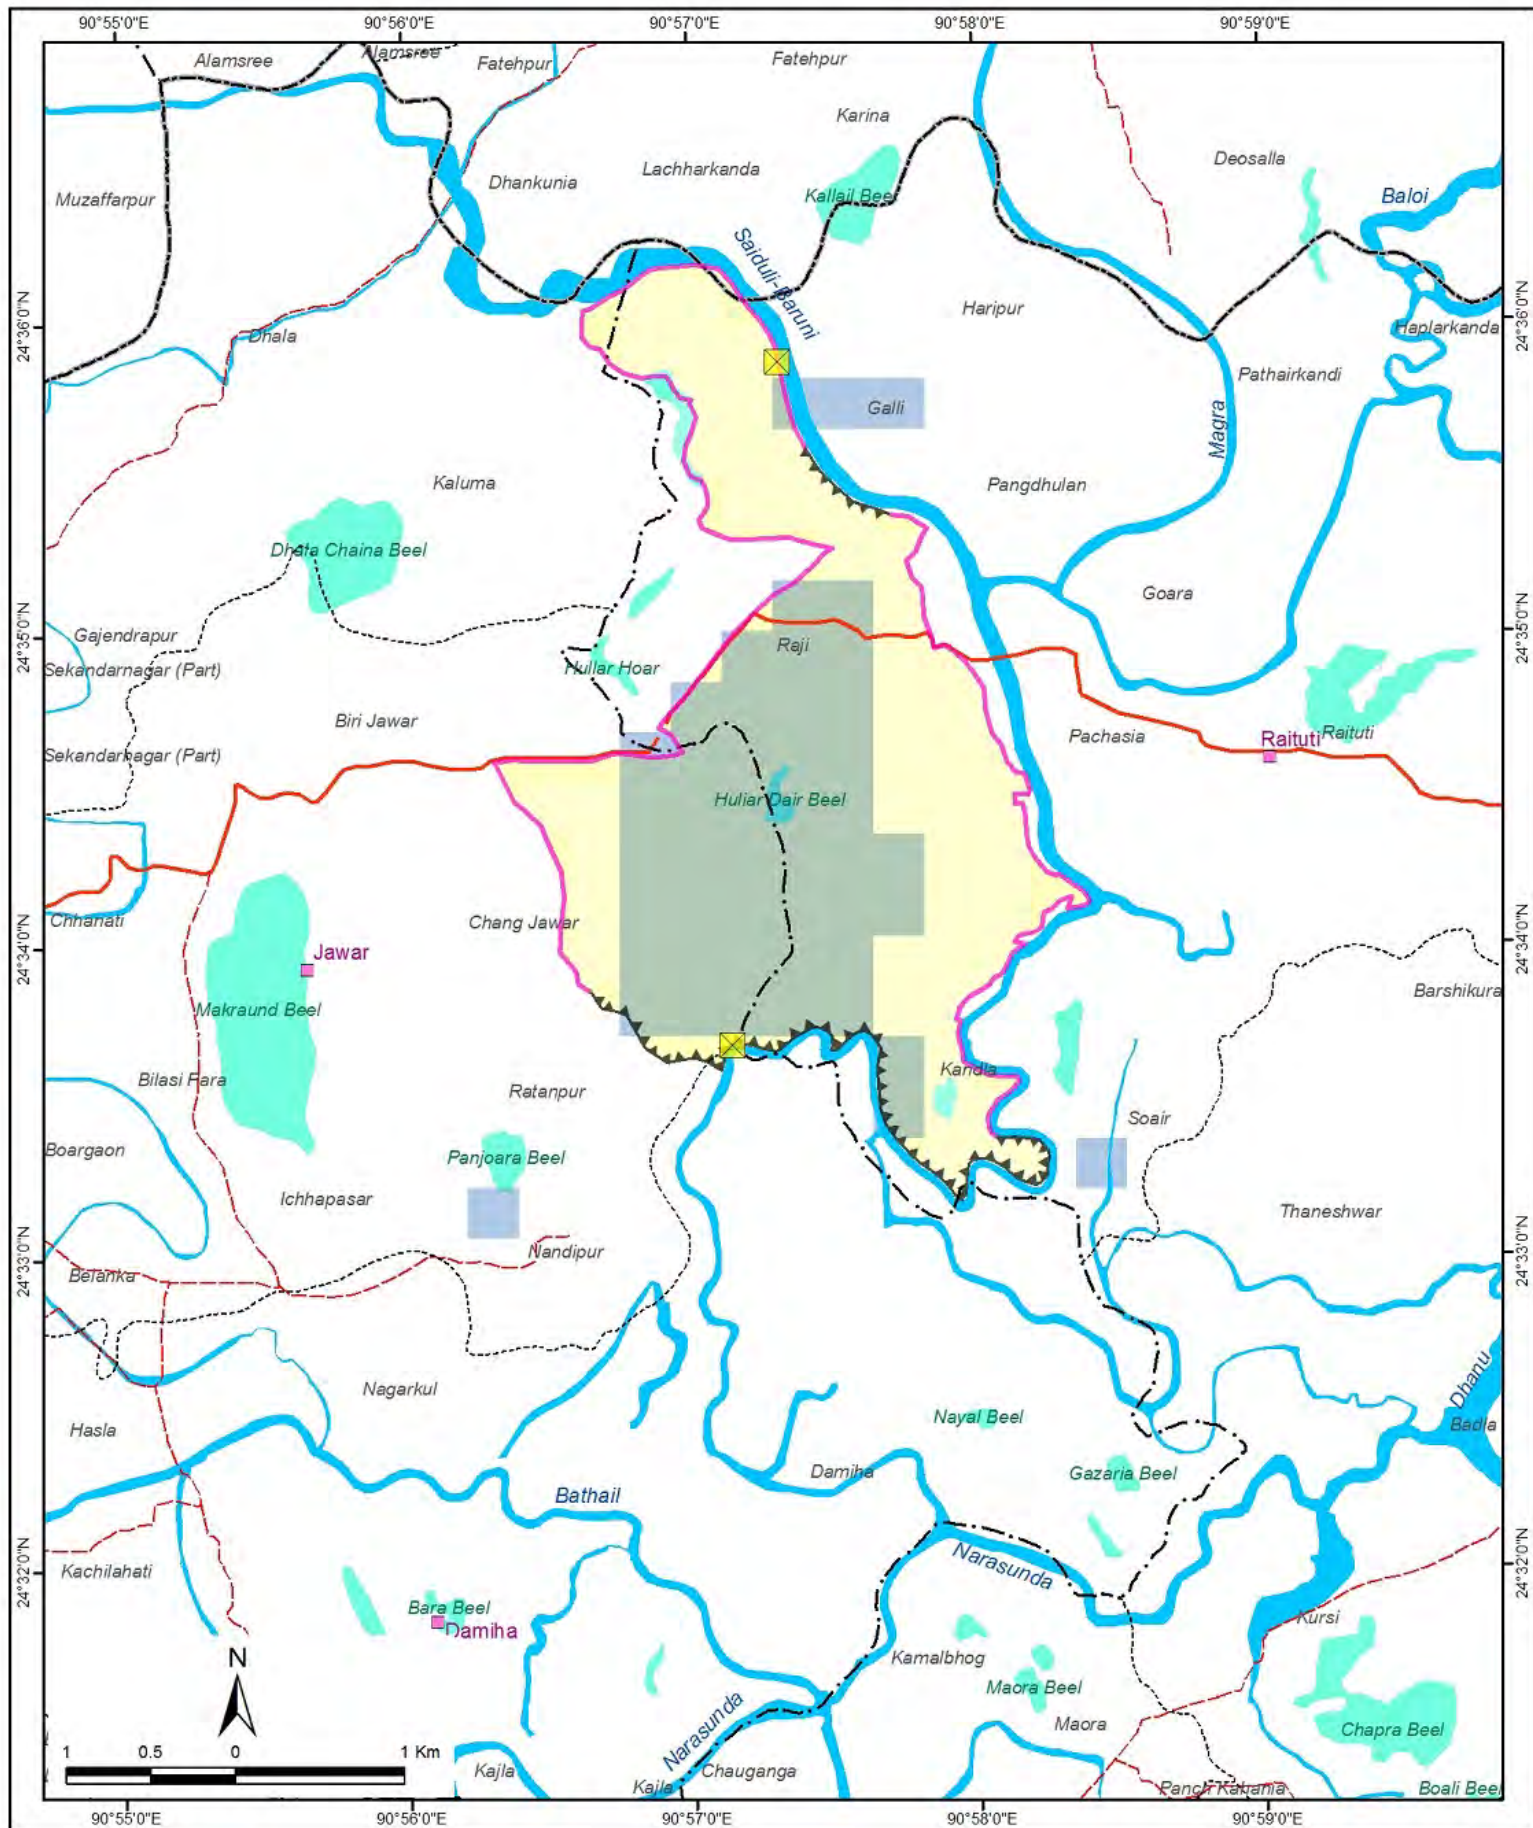 90°55'0"E
90°56'0"E
90°57'0"E
90°58'0"E
90°59'0"E
Alamsree
Alamsree
Fatehpur
Fatehpur
Karina
Deosalla
Lachharkanda
Dhankunia
Kallail Beel
Baloi
Muzaffarpur
Saiduli-Baruni
Haripur
24°36'0"N
24°36'0"N
Haplarkanda
Dhala
Pathairkandi
Galli
Magra
Kaluma
Pangdhulan
Dhala Chaina Beel
Goara
24°35'0"N
24°35'0"N
Gajendrapur
Raji
Sekandarnagar (Part)
Hullar Hoar
Biri Jawar
Pachasia
Raituti
Raituti
Sekandarnagar (Part)
Huliar Dair Beel
Chhanati
Chang Jawar
24°34'0"N
24°34'0"N
Jawar
Barshikura
Makraund Beel
Kandla
Bilasi Para
Ratanpur
Soair
Boargaon
Panjoara Beel
Ichhapasar
Thaneshwar
24°33'0"N
24°33'0"N
Nandipur
Belanka
Nagarkul
Dhanu
Nayal Beel
Badla
Hasla
Damiha
Gazaria Beel
Bathail
24°32'0"N
24°32'0"N
Kachilahati
Narasunda
Bara Beel
Damiha
Kursi
N
Kamalbhog
Maora Beel
Narasunda
Maora
Chapra Beel
1 0.5 0 1 Km
Kajla
Kajla
Chauganga
Panch Kahania
Boali Beel
90°55'0"E
90°56'0"E
90°57'0"E
90°58'0"E
90°59'0"E